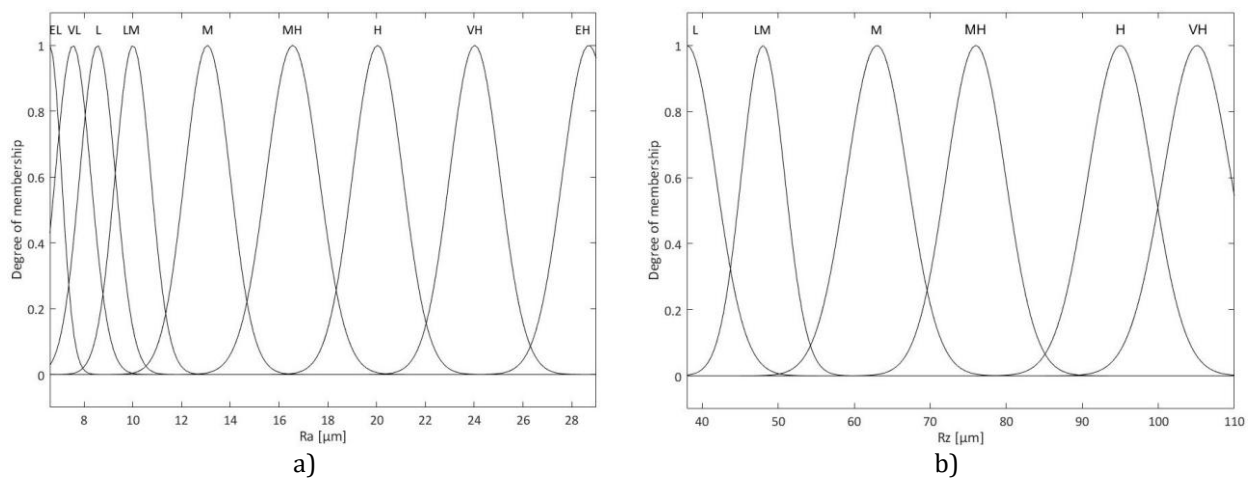 EL VL L LM M MH H VH EH
1
0.8
0.6
0.4
0.2
0
Degree of membership
8 10 12 14 16 18 20 22 24 26 28
Ra [µm]
a)
L LM M MH H VH
1
0.8
0.6
0.4
0.2
0
Degree of membership
40 50 60 70 80 90 100 110
Rz [µm]
b)